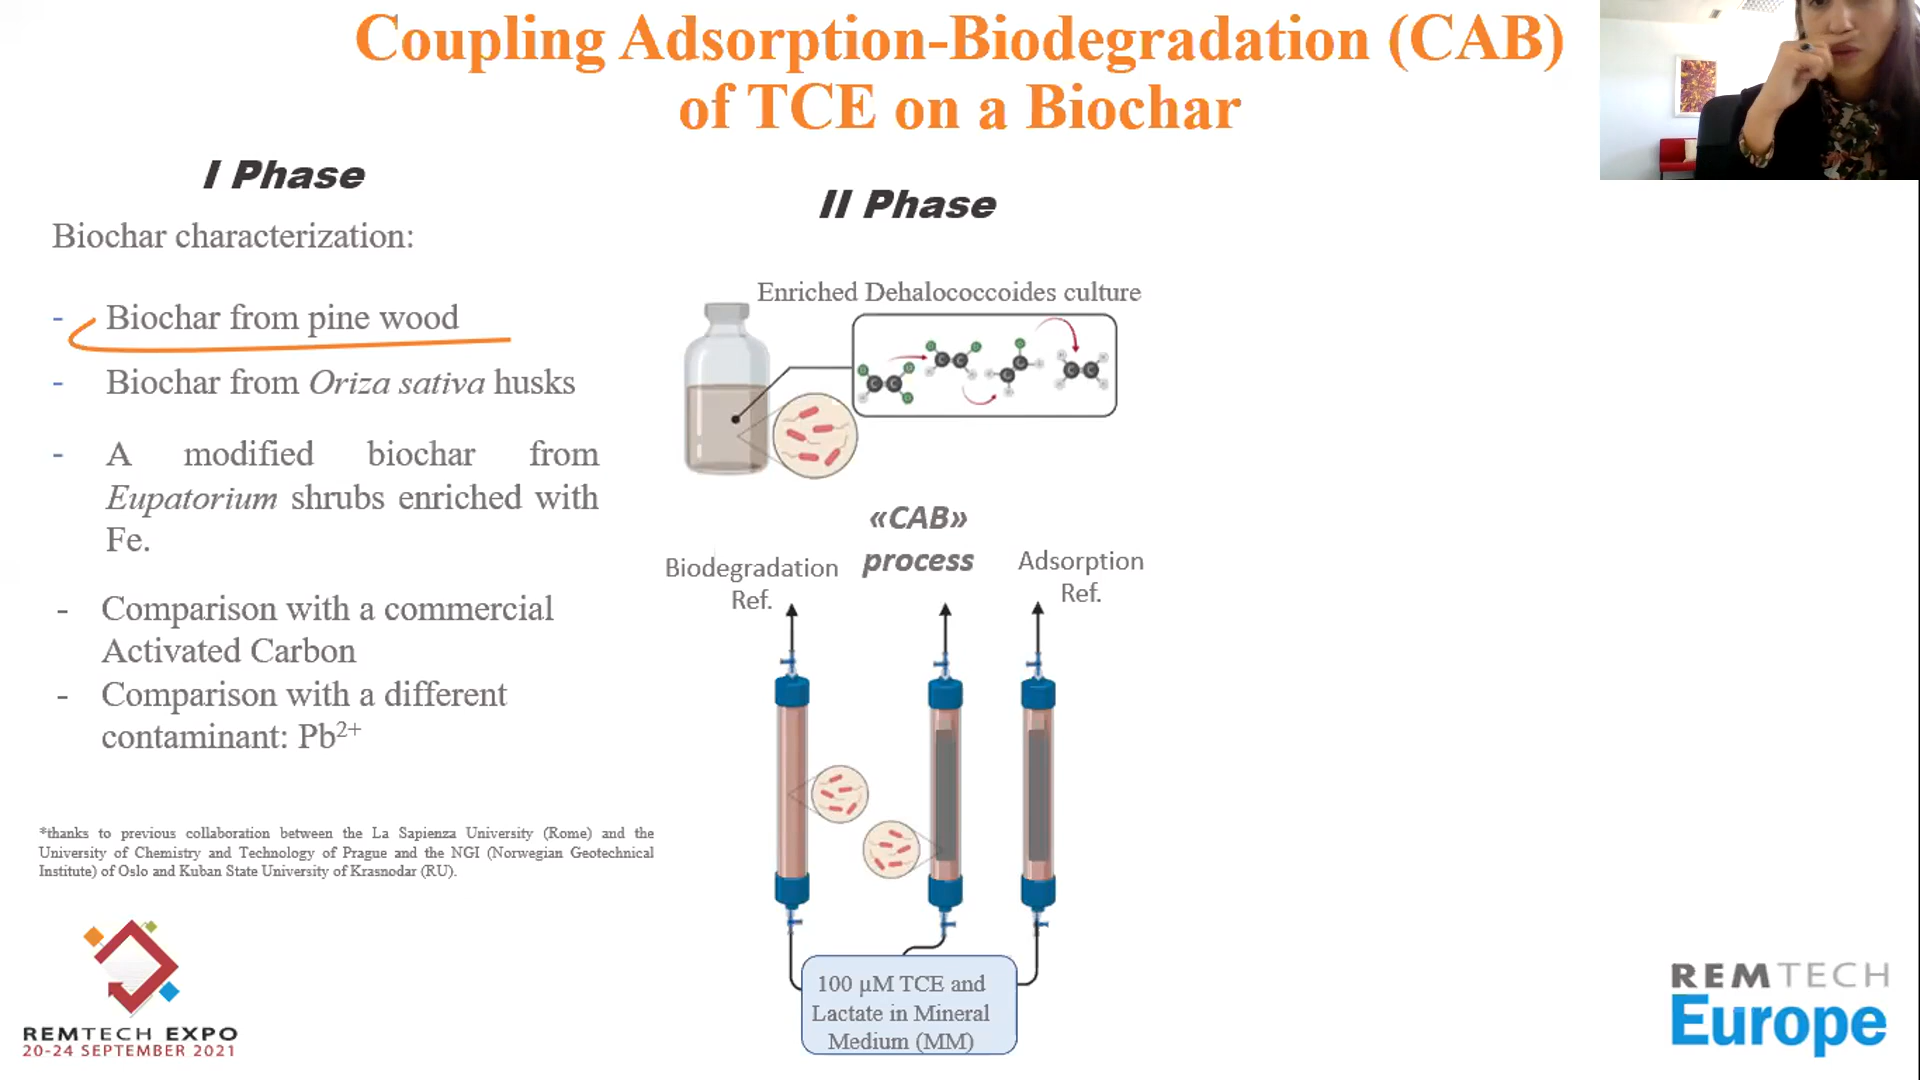 Coupling Adsorption-Biodegradation (CAB)
of TCE on a Biochar
I Phase
Biochar characterization:
- Biochar from pine wood
- Biochar from Oriza sativa husks
- A modified biochar from
Eupatorium shrubs enriched with
Fe.
- Comparison with a commercial
Activated Carbon
- Comparison with a different
contaminant: Pb²⁺
*thanks to previous collaboration between the La Sapienza University (Rome) and the
University of Chemistry and Technology of Prague and the NGI (Norwegian Geotechnical
Institute) of Oslo and Kuban State University of Krasnodar (RU).
II Phase
Enriched Dehalococcoides culture
«CAB»
process
Biodegradation
Ref.
Adsorption
Ref.
100 µM TCE and
Lactate in Mineral
Medium (MM)
REMTECH EXPO
20-24 SEPTEMBER 2021
REMTECH
Europe